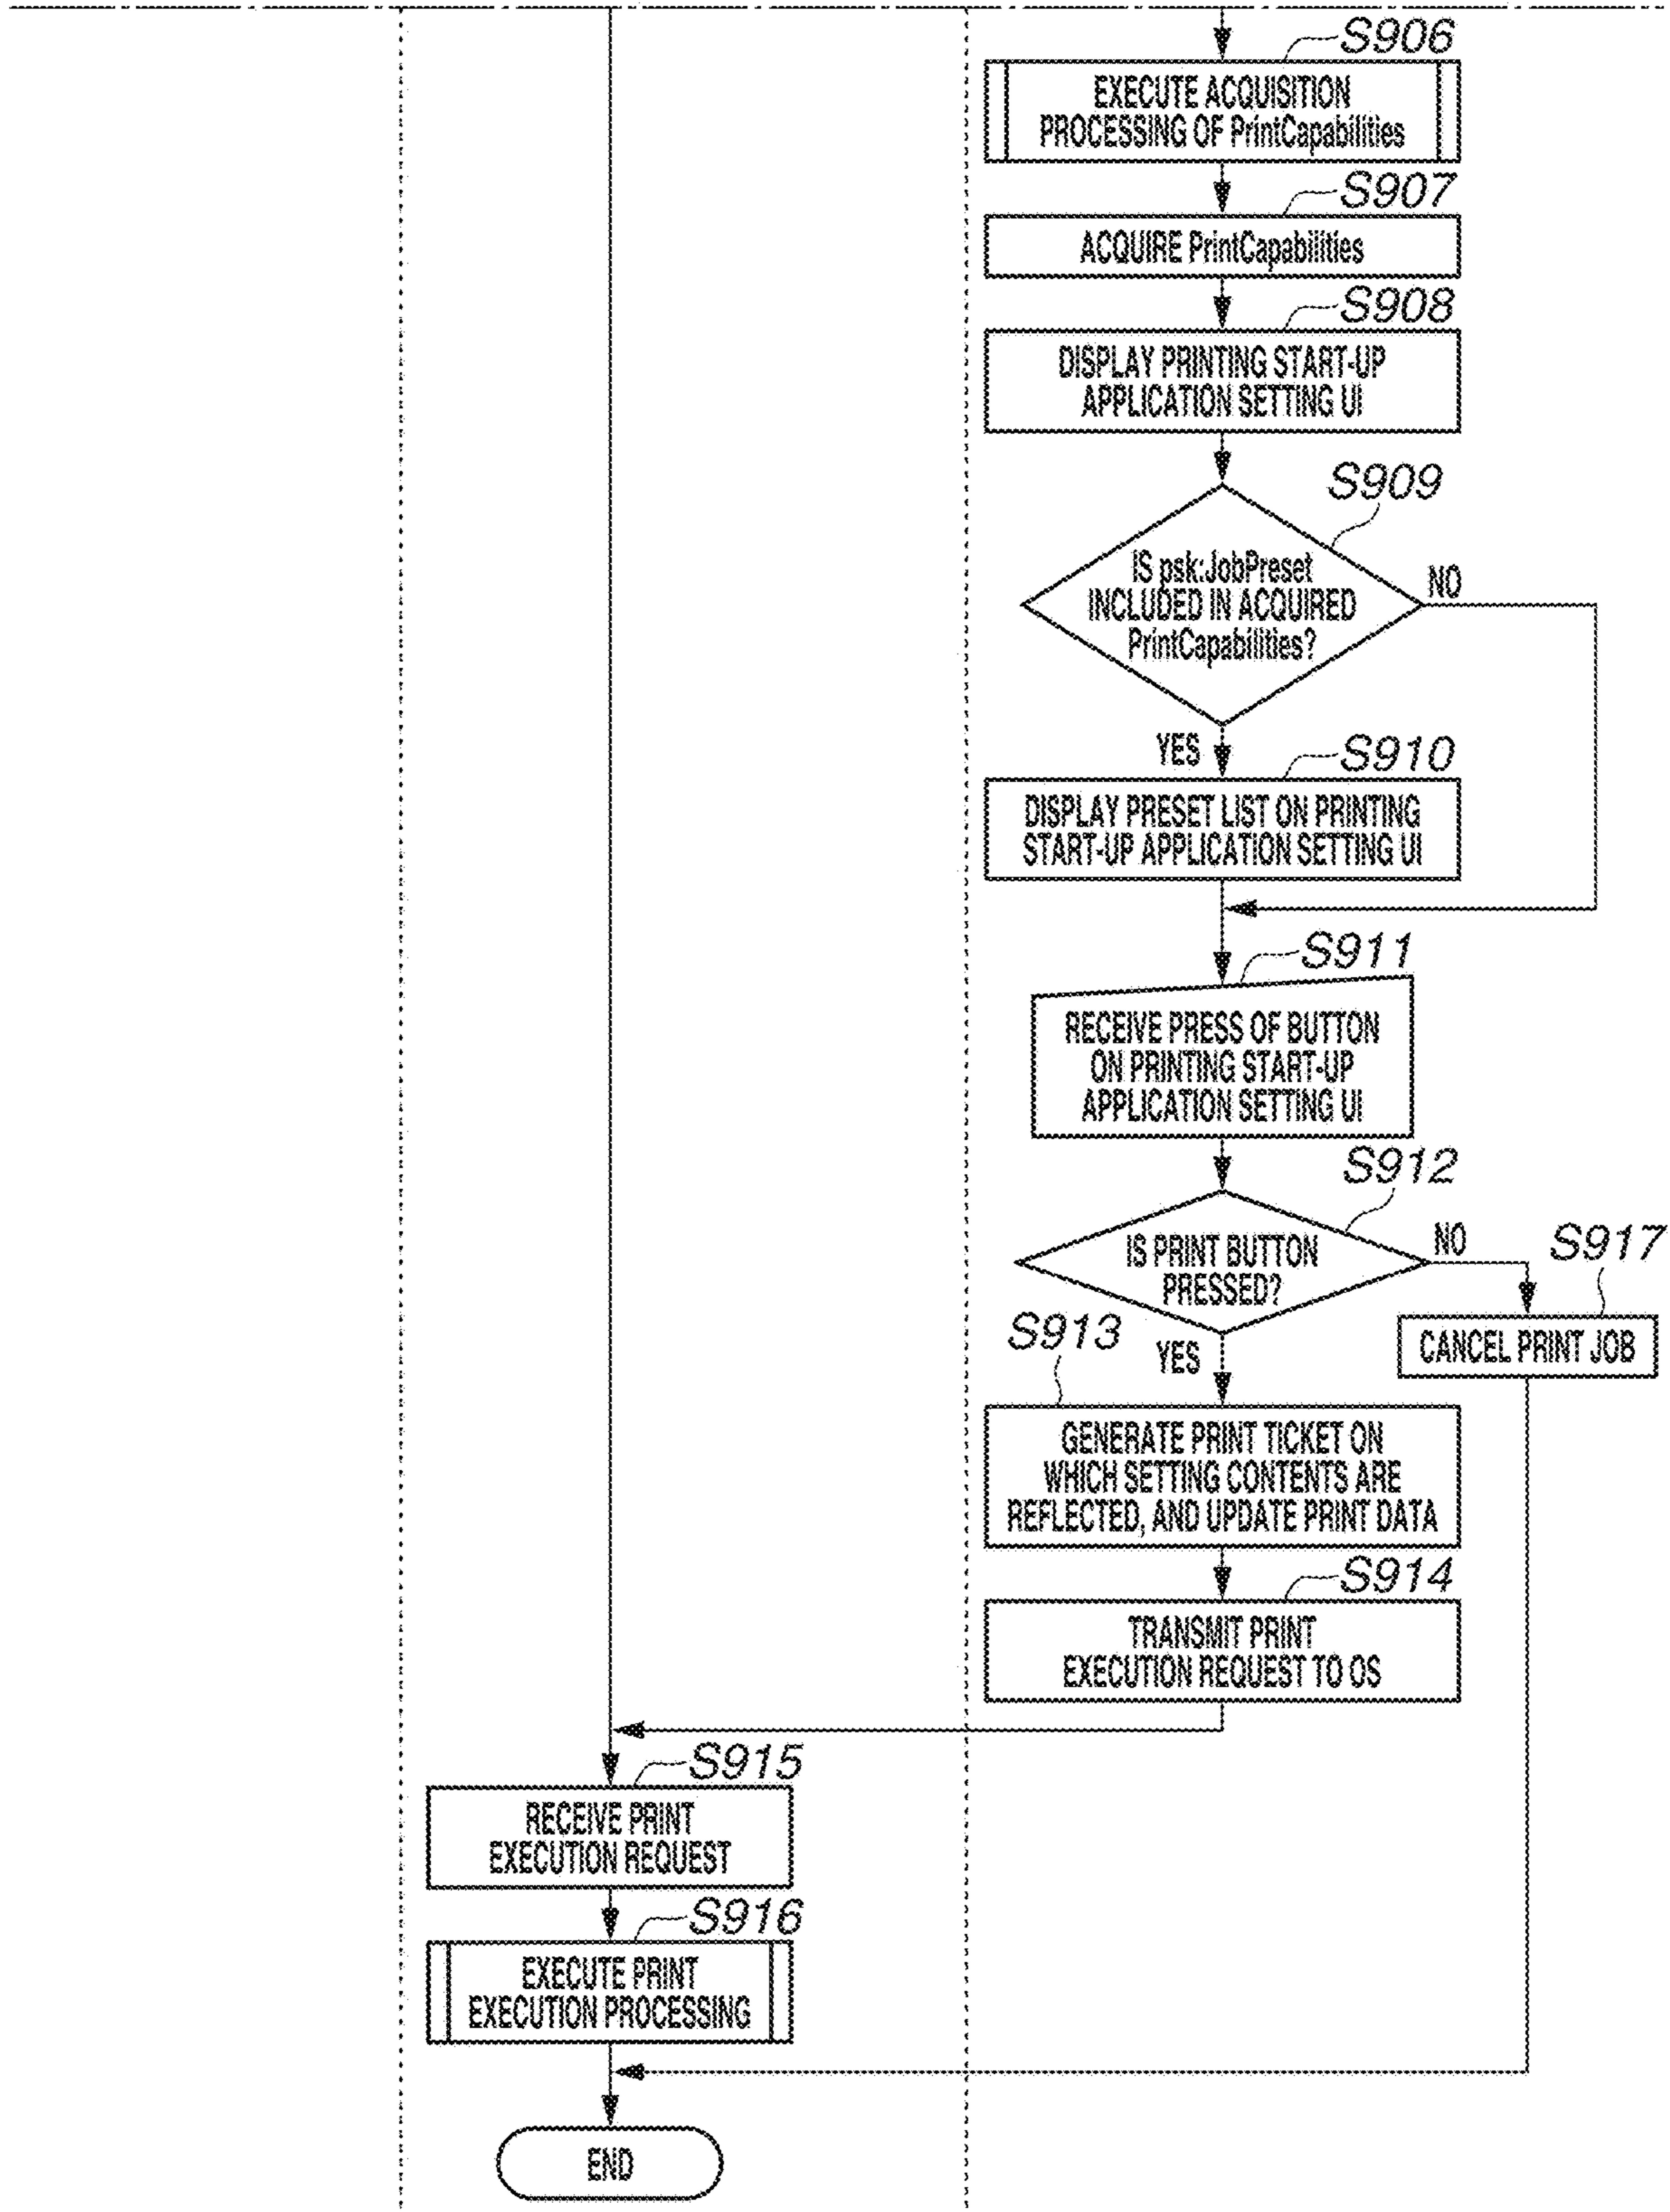 S906
EXECUTE ACQUISITION
PROCESSING OF PrintCapabilities
S907
ACQUIRE PrintCapabilities
S908
DISPLAY PRINTING START-UP
APPLICATION SETTING UI
S909
IS psk:JobPreset
INCLUDED IN ACQUIRED
PrintCapabilities?
NO
YES
S910
DISPLAY PRESET LIST ON PRINTING
START-UP APPLICATION SETTING UI
S911
RECEIVE PRESS OF BUTTON
ON PRINTING START-UP
APPLICATION SETTING UI
S912
IS PRINT BUTTON
PRESSED?
NO
S917
CANCEL PRINT JOB
S913
YES
GENERATE PRINT TICKET ON
WHICH SETTING CONTENTS ARE
REFLECTED, AND UPDATE PRINT DATA
S914
TRANSMIT PRINT
EXECUTION REQUEST TO OS
S915
RECEIVE PRINT
EXECUTION REQUEST
S916
EXECUTE PRINT
EXECUTION PROCESSING
END